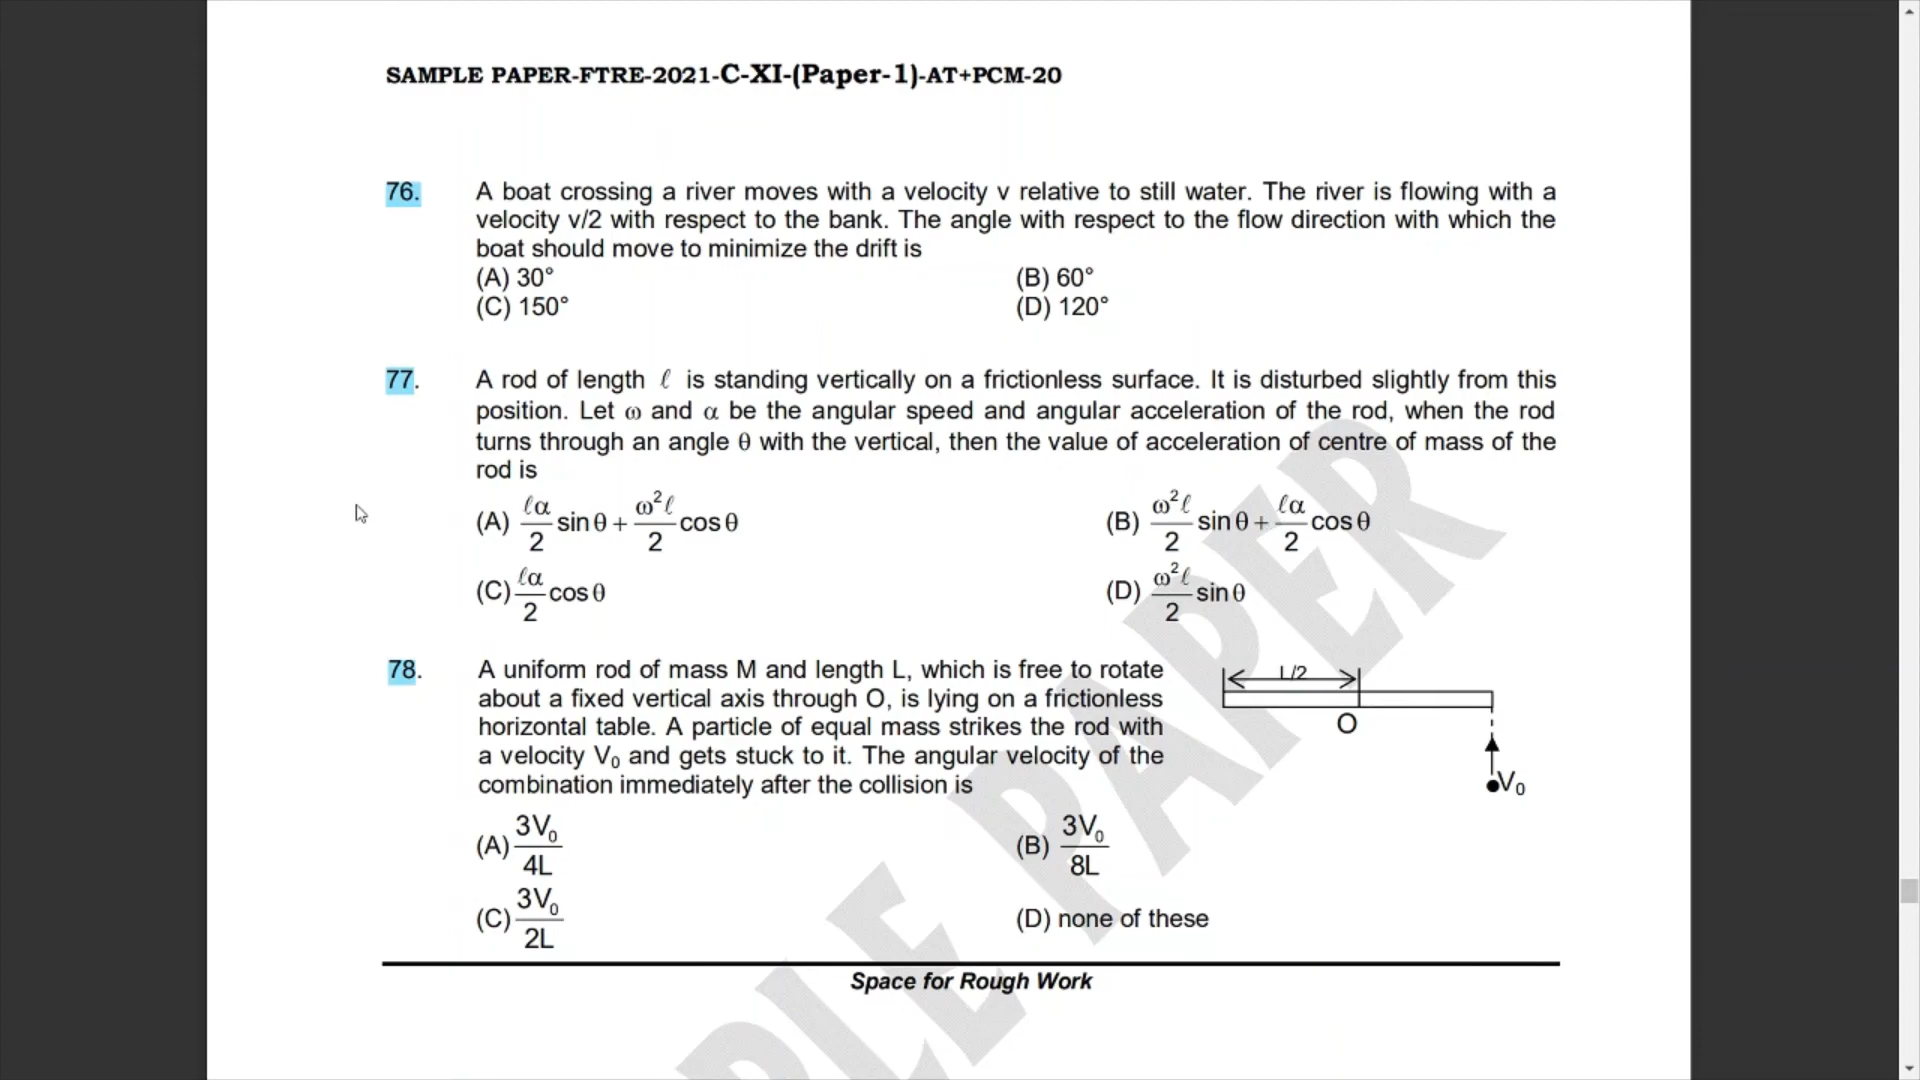 SAMPLE PAPER-FTRE-2021-C-XI-(Paper-1)-AT+PCM-20
76. A boat crossing a river moves with a velocity v relative to still water. The river is flowing with a
velocity v/2 with respect to the bank. The angle with respect to the flow direction with which the
boat should move to minimize the drift is
(A) 30° (B) 60°
(C) 150° (D) 120°
77. A rod of length ℓ is standing vertically on a frictionless surface. It is disturbed slightly from this
position. Let ω and α be the angular speed and angular acceleration of the rod, when the rod
turns through an angle θ with the vertical, then the value of acceleration of centre of mass of the
rod is
(A) ℓα/2 sin θ + ω²ℓ/2 cos θ (B) ω²ℓ/2 sin θ + ℓα/2 cos θ
(C) ℓα/2 cos θ (D) ω²ℓ/2 sin θ
78. A uniform rod of mass M and length L, which is free to rotate
about a fixed vertical axis through O, is lying on a frictionless
horizontal table. A particle of equal mass strikes the rod with
a velocity V₀ and gets stuck to it. The angular velocity of the
combination immediately after the collision is
L/2
O
V₀
(A) 3V₀/4L (B) 3V₀/8L
(C) 3V₀/2L (D) none of these
Space for Rough Work
PLE PAPER